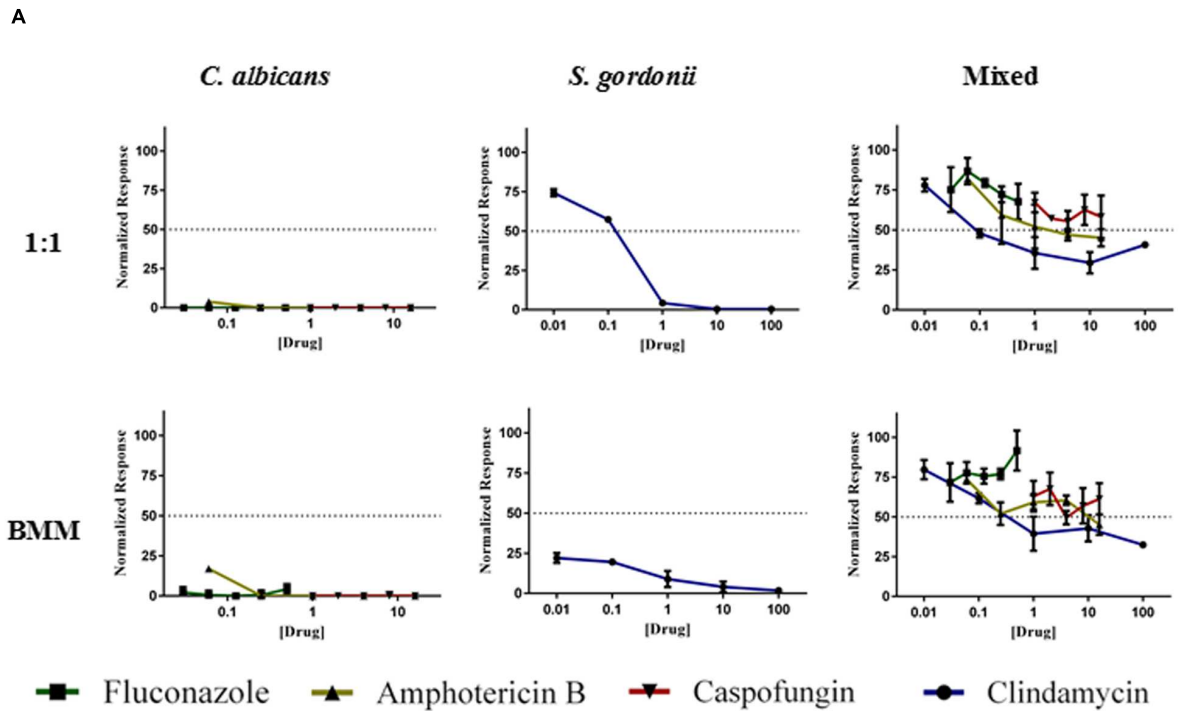 A
C. albicans S. gordonii Mixed
1:1
Normalized Response
100
75
50
25
0
0.1 1 10
[Drug]
Normalized Response
100
75
50
25
0
0.01 0.1 1 10 100
[Drug]
Normalized Response
100
75
50
25
0
0.01 0.1 1 10 100
[Drug]
BMM
Normalized Response
100
75
50
25
0
0.1 1 10
[Drug]
Normalized Response
100
75
50
25
0
0.01 0.1 1 10 100
[Drug]
Normalized Response
100
75
50
25
0
0.01 0.1 1 10 100
[Drug]
Fluconazole Amphotericin B Caspofungin Clindamycin